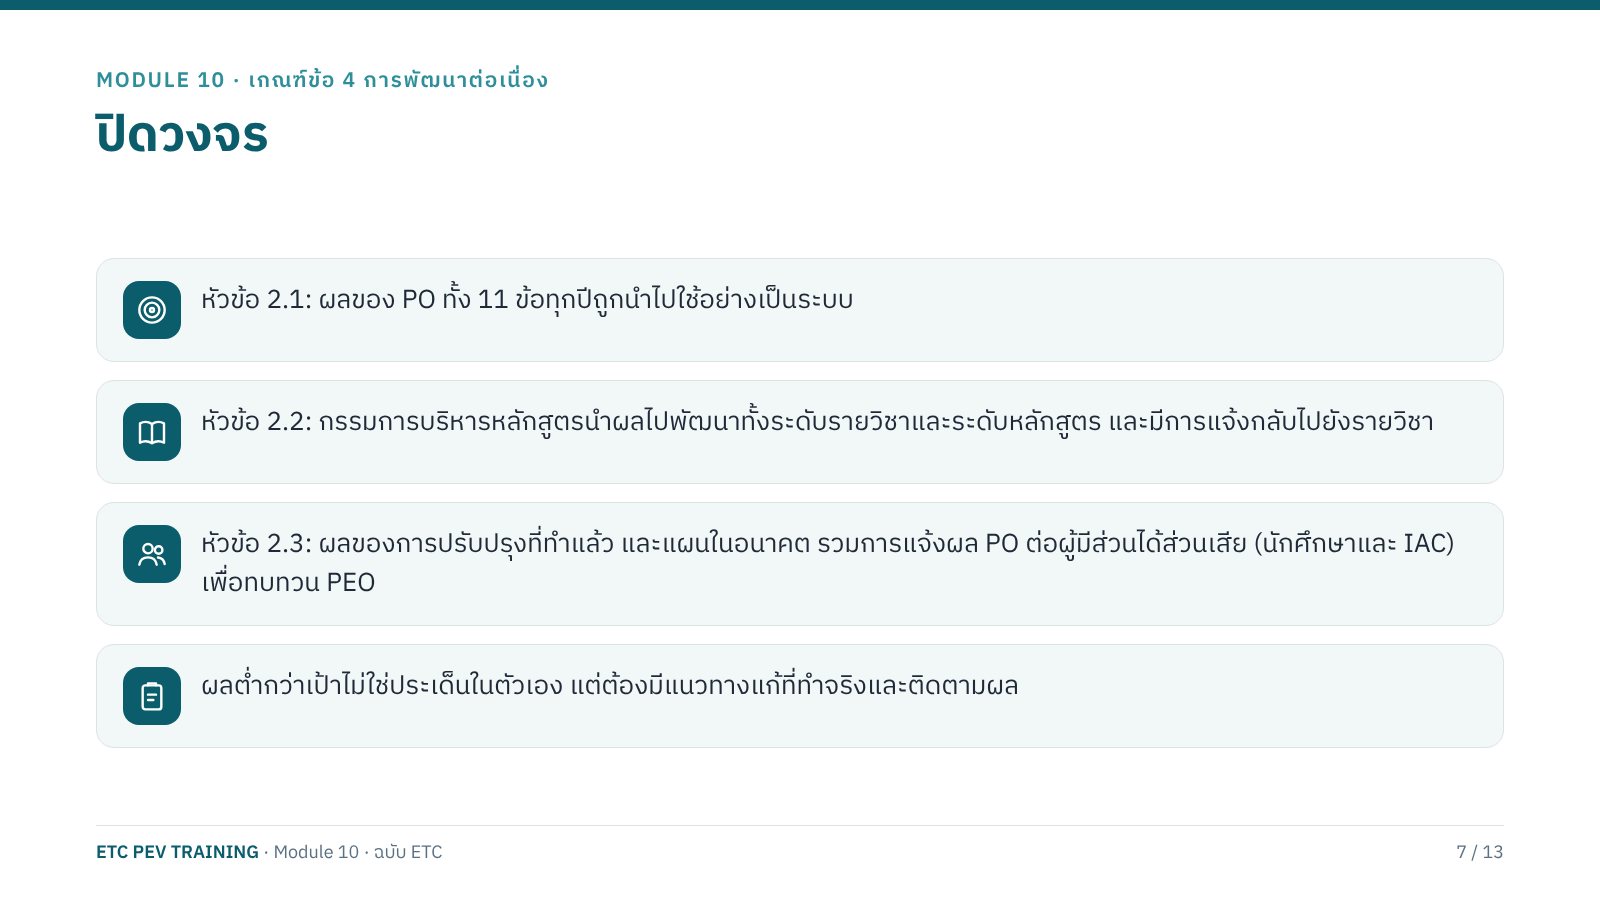 MODULE 10 · เกณฑ์ข้อ 4 การพัฒนาต่อเนื่อง
ปิดวงจร
หัวข้อ 2.1: ผลของ PO ทั้ง 11 ข้อทุกปีถูกนำไปใช้อย่างเป็นระบบ
หัวข้อ 2.2: กรรมการบริหารหลักสูตรนำผลไปพัฒนาทั้งระดับรายวิชาและระดับหลักสูตร และมีการแจ้งกลับไปยังรายวิชา
หัวข้อ 2.3: ผลของการปรับปรุงที่ทำแล้ว และแผนในอนาคต รวมการแจ้งผล PO ต่อผู้มีส่วนได้ส่วนเสีย (นักศึกษาและ IAC)
เพื่อทบทวน PEO
ผลต่ำกว่าเป้าไม่ใช่ประเด็นในตัวเอง แต่ต้องมีแนวทางแก้ที่ทำจริงและติดตามผล
ETC PEV TRAINING · Module 10 · ฉบับ ETC
7 / 13